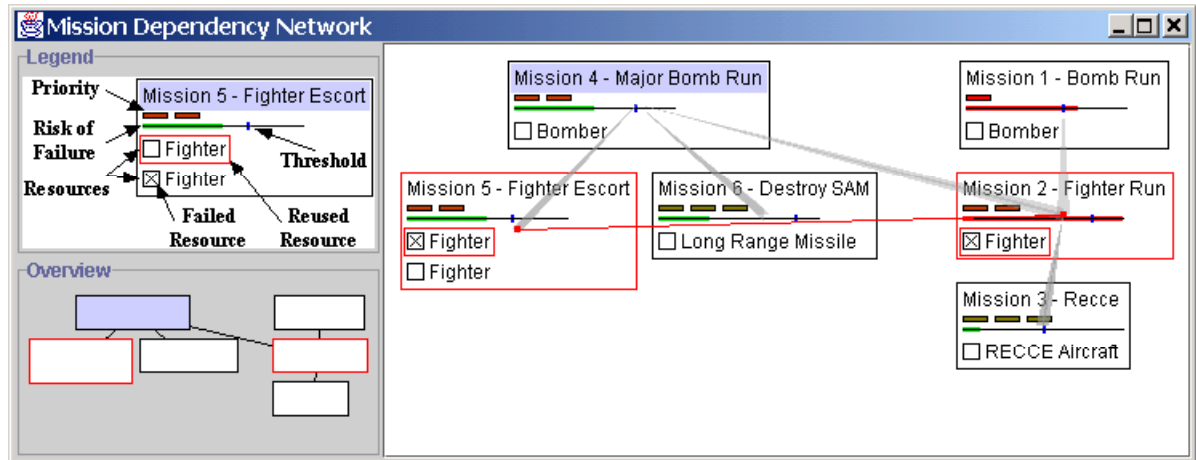 Mission Dependency Network
Legend
Priority
Risk of
Failure
Resources
Mission 5 - Fighter Escort
Fighter
Fighter
Threshold
Failed
Resource
Reused
Resource
Overview
Mission 4 - Major Bomb Run
Bomber
Mission 1 - Bomb Run
Bomber
Mission 5 - Fighter Escort
Fighter
Fighter
Mission 6 - Destroy SAM
Long Range Missile
Mission 2 - Fighter Run
Fighter
Mission 3 - Recce
RECCE Aircraft